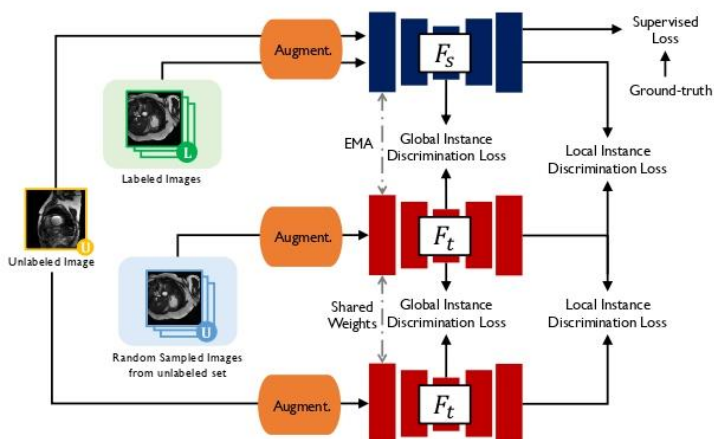 Augment.
F_s
Supervised
Loss
Ground-truth
L
Labeled Images
EMA
Global Instance
Discrimination Loss
Local Instance
Discrimination Loss
U
Unlabeled Image
Augment.
F_t
U
Random Sampled Images
from unlabeled set
Shared
Weights
Global Instance
Discrimination Loss
Local Instance
Discrimination Loss
Augment.
F_t